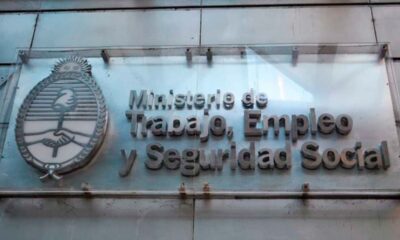 Ministerio de
Trabajo, Empleo
y Seguridad Social